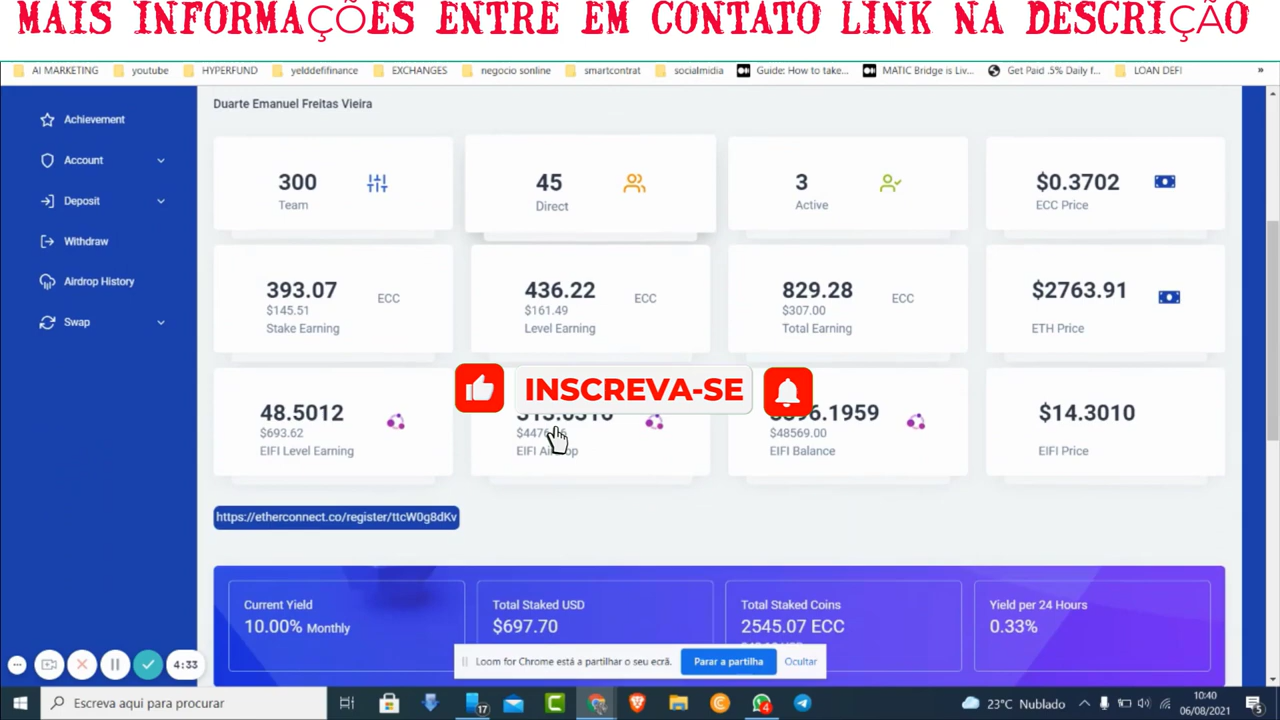 MAIS INFORMAÇÕES ENTRE EM CONTATO LINK NA DESCRIÇÃO
AI MARKETING youtube HYPERFUND yelddefifinance EXCHANGES negocio sonline smartcontrat socialmidia Guide: How to take... MATIC Bridge is Liv... Get Paid .5% Daily f... LOAN DEFI »
Duarte Emanuel Freitas Vieira
Achievement
Account
Deposit
Withdraw
Airdrop History
Swap
300
Team
45
Direct
3
Active
$0.3702
ECC Price
393.07 ECC
$145.51
Stake Earning
436.22 ECC
$161.49
Level Earning
829.28 ECC
$307.00
Total Earning
$2763.91
ETH Price
INSCREVA-SE
48.5012
$693.62
EIFI Level Earning
EIFI
$48569.00
EIFI Balance
$14.3010
EIFI Price
https://etherconnect.co/register/ttcW0g8dKv
Current Yield
10.00% Monthly
Total Staked USD
$697.70
Total Staked Coins
2545.07 ECC
Yield per 24 Hours
0.33%
4:33
Loom for Chrome está a partilhar o seu ecrã. Parar a partilha Ocultar
Escreva aqui para procurar
17
4
23°C Nublado
10:40
06/08/2021
5